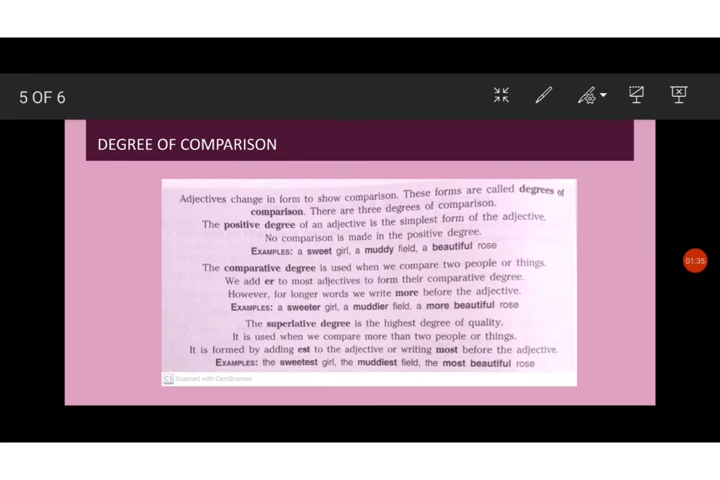 5 OF 6
01:35
DEGREE OF COMPARISON
Adjectives change in form to show comparison. These forms are called degrees of
comparison. There are three degrees of comparison.
The positive degree of an adjective is the simplest form of the adjective.
No comparison is made in the positive degree.
EXAMPLES: a sweet girl, a muddy field, a beautiful rose
The comparative degree is used when we compare two people or things.
We add er to most adjectives to form their comparative degree.
However, for longer words we write more before the adjective.
EXAMPLES: a sweeter girl, a muddier field, a more beautiful rose
The superlative degree is the highest degree of quality.
It is used when we compare more than two people or things.
It is formed by adding est to the adjective or writing most before the adjective.
EXAMPLES: the sweetest girl, the muddiest field, the most beautiful rose
CS Scanned with CamScanner